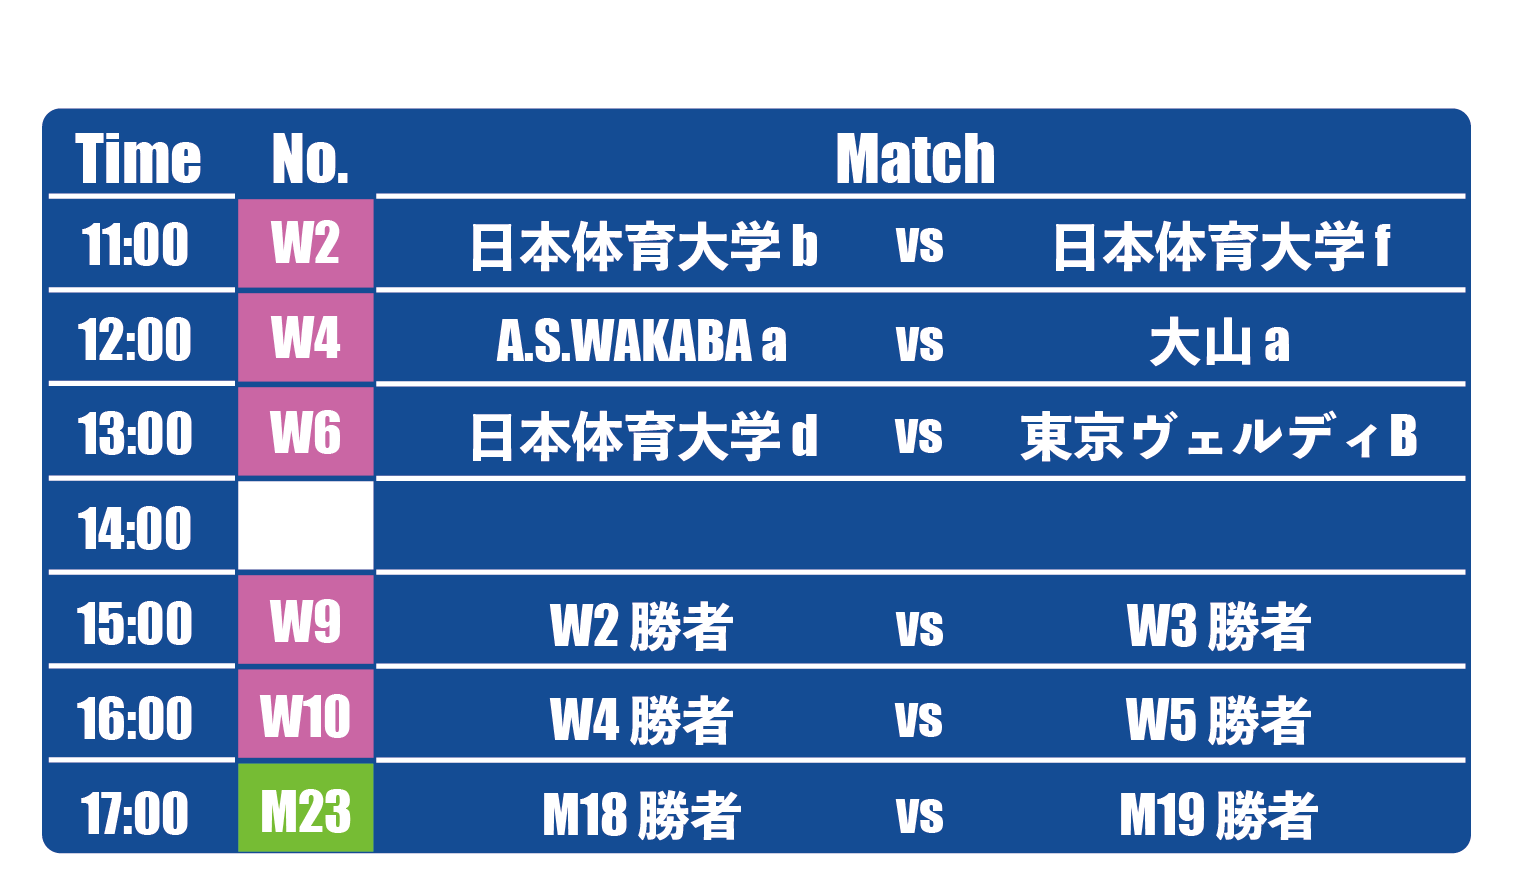 Time No. Match
11:00 W2 日本体育大学 b vs 日本体育大学 f
12:00 W4 A.S.WAKABA a vs 大山 a
13:00 W6 日本体育大学 d vs 東京ヴェルディ B
14:00
15:00 W9 W2 勝者 vs W3 勝者
16:00 W10 W4 勝者 vs W5 勝者
17:00 M23 M18 勝者 vs M19 勝者